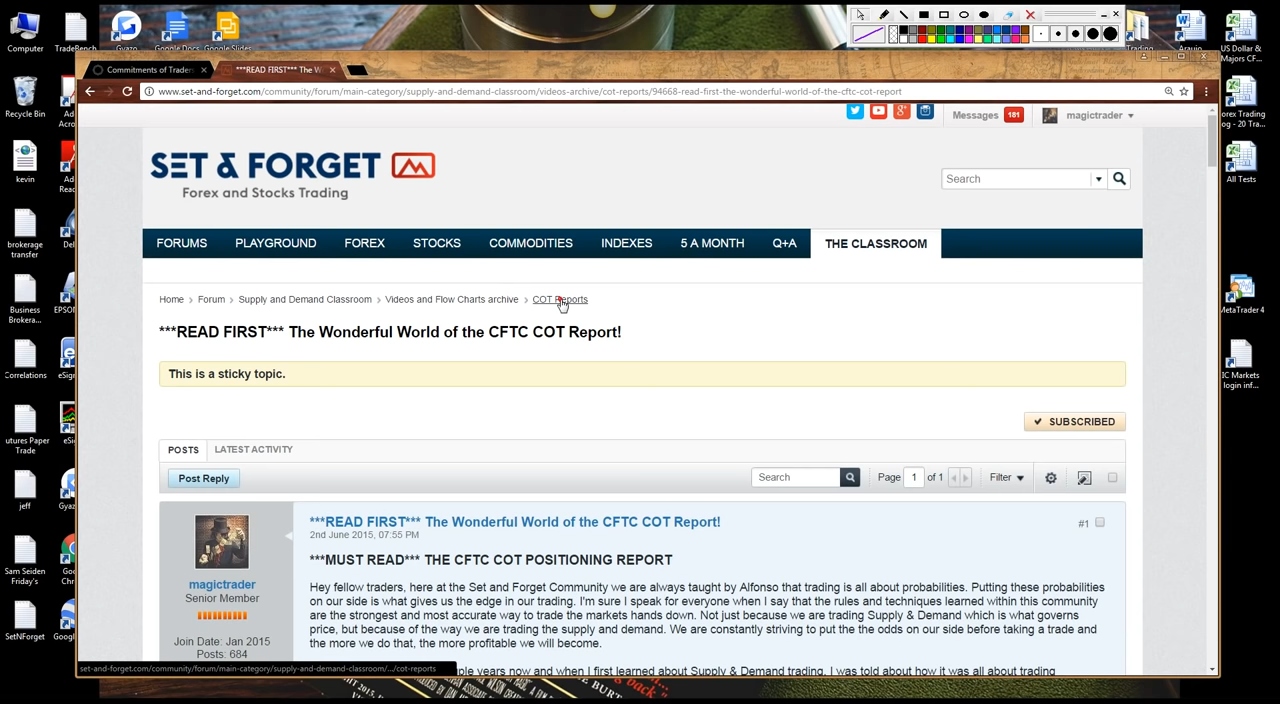 Computer
TradeBench
Gyazo
Google Docs
Google Slides
Trading
Araujo
US Dollar &
Majors CF...
Commitments of Trader
***READ FIRST*** The W
www.set-and-forget.com/community/forum/main-category/supply-and-demand-classroom/videos-archive/cot-reports/94668-read-first-the-wonderful-world-of-the-cftc-cot-report
Recycle Bin
Messages 181 magictrader
SET & FORGET
Forex and Stocks Trading
Search
All Tests
kevin
FORUMS PLAYGROUND FOREX STOCKS COMMODITIES INDEXES 5 A MONTH Q+A THE CLASSROOM
brokerage
transfer
Home › Forum › Supply and Demand Classroom › Videos and Flow Charts archive › COT Reports
***READ FIRST*** The Wonderful World of the CFTC COT Report!
Business
Brokera...
MetaTrader 4
This is a sticky topic.
Correlations
IC Markets
login inf...
SUBSCRIBED
POSTS LATEST ACTIVITY
utures Paper
Trade
Post Reply
Search
Page 1 of 1
Filter
jeff
***READ FIRST*** The Wonderful World of the CFTC COT Report!
#1
2nd June 2015, 07:55 PM
***MUST READ*** THE CFTC COT POSITIONING REPORT
Sam Seiden
Friday's
magictrader
Senior Member
Hey fellow traders, here at the Set and Forget Community we are always taught by Alfonso that trading is all about probabilities. Putting these probabilities
on our side is what gives us the edge in our trading. I'm sure I speak for everyone when I say that the rules and techniques learned within this community
are the strongest and most accurate way to trade the markets hands down. Not just because we are trading Supply & Demand which is what governs
price, but because of the way we are trading the supply and demand. We are constantly striving to put the the odds on our side before taking a trade and
the more we do that, the more profitable we will become.
SetNForget
Join Date: Jan 2015
Posts: 684
set-and-forget.com/community/forum/main-category/supply-and-demand-classroom/.../cot-reports
ple years now and when I first learned about Supply & Demand trading, I was told about how it was all about trading